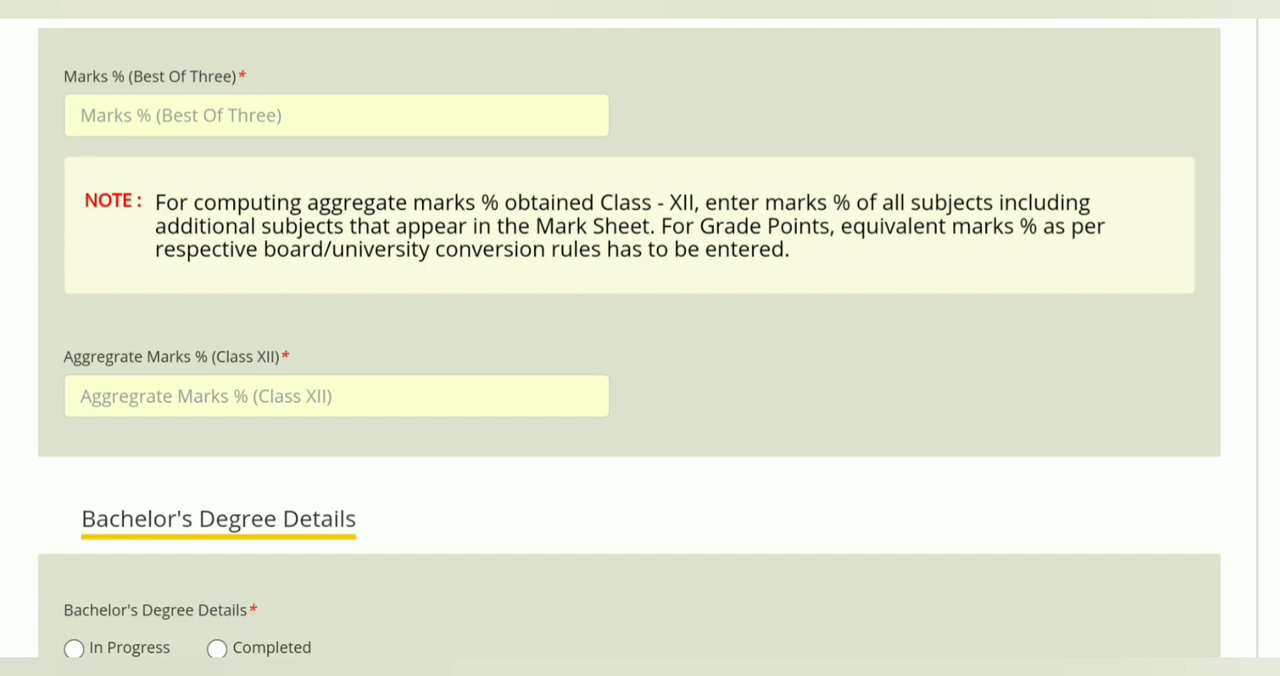 Marks % (Best Of Three)*
Marks % (Best Of Three)
NOTE : For computing aggregate marks % obtained Class - XII, enter marks % of all subjects including
additional subjects that appear in the Mark Sheet. For Grade Points, equivalent marks % as per
respective board/university conversion rules has to be entered.
Aggregrate Marks % (Class XII)*
Aggregrate Marks % (Class XII)
Bachelor's Degree Details
Bachelor's Degree Details*
In Progress Completed